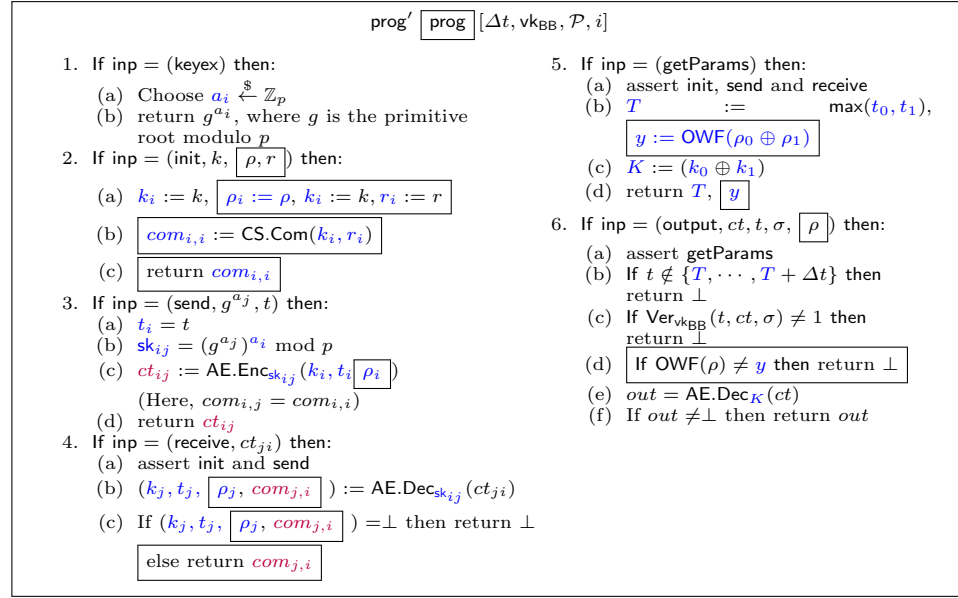 prog′ prog [Δt, vk_BB, 𝒫, i]
1. If inp = (keyex) then:
(a) Choose a_i ←$ ℤ_p
(b) return g^{a_i}, where g is the primitive
root modulo p
2. If inp = (init, k, ρ, r ) then:
(a) k_i := k, ρ_i := ρ, k_i := k, r_i := r
(b) com_{i,i} := CS.Com(k_i, r_i)
(c) return com_{i,i}
3. If inp = (send, g^{a_j}, t) then:
(a) t_i = t
(b) sk_{ij} = (g^{a_j})^{a_i} mod p
(c) ct_{ij} := AE.Enc_{sk_{ij}}(k_i, t_i ρ_i )
(Here, com_{i,j} = com_{i,i})
(d) return ct_{ij}
4. If inp = (receive, ct_{ji}) then:
(a) assert init and send
(b) (k_j, t_j, ρ_j, com_{j,i} ) := AE.Dec_{sk_{ij}}(ct_{ji})
(c) If (k_j, t_j, ρ_j, com_{j,i} ) =⊥ then return ⊥
else return com_{j,i}
5. If inp = (getParams) then:
(a) assert init, send and receive
(b) T := max(t_0, t_1),
y := OWF(ρ_0 ⊕ ρ_1)
(c) K := (k_0 ⊕ k_1)
(d) return T, y
6. If inp = (output, ct, t, σ, ρ ) then:
(a) assert getParams
(b) If t ∉ {T, ⋯ , T + Δt} then
return ⊥
(c) If Ver_{vk_BB}(t, ct, σ) ≠ 1 then
return ⊥
(d) If OWF(ρ) ≠ y then return ⊥
(e) out = AE.Dec_K(ct)
(f) If out ≠⊥ then return out